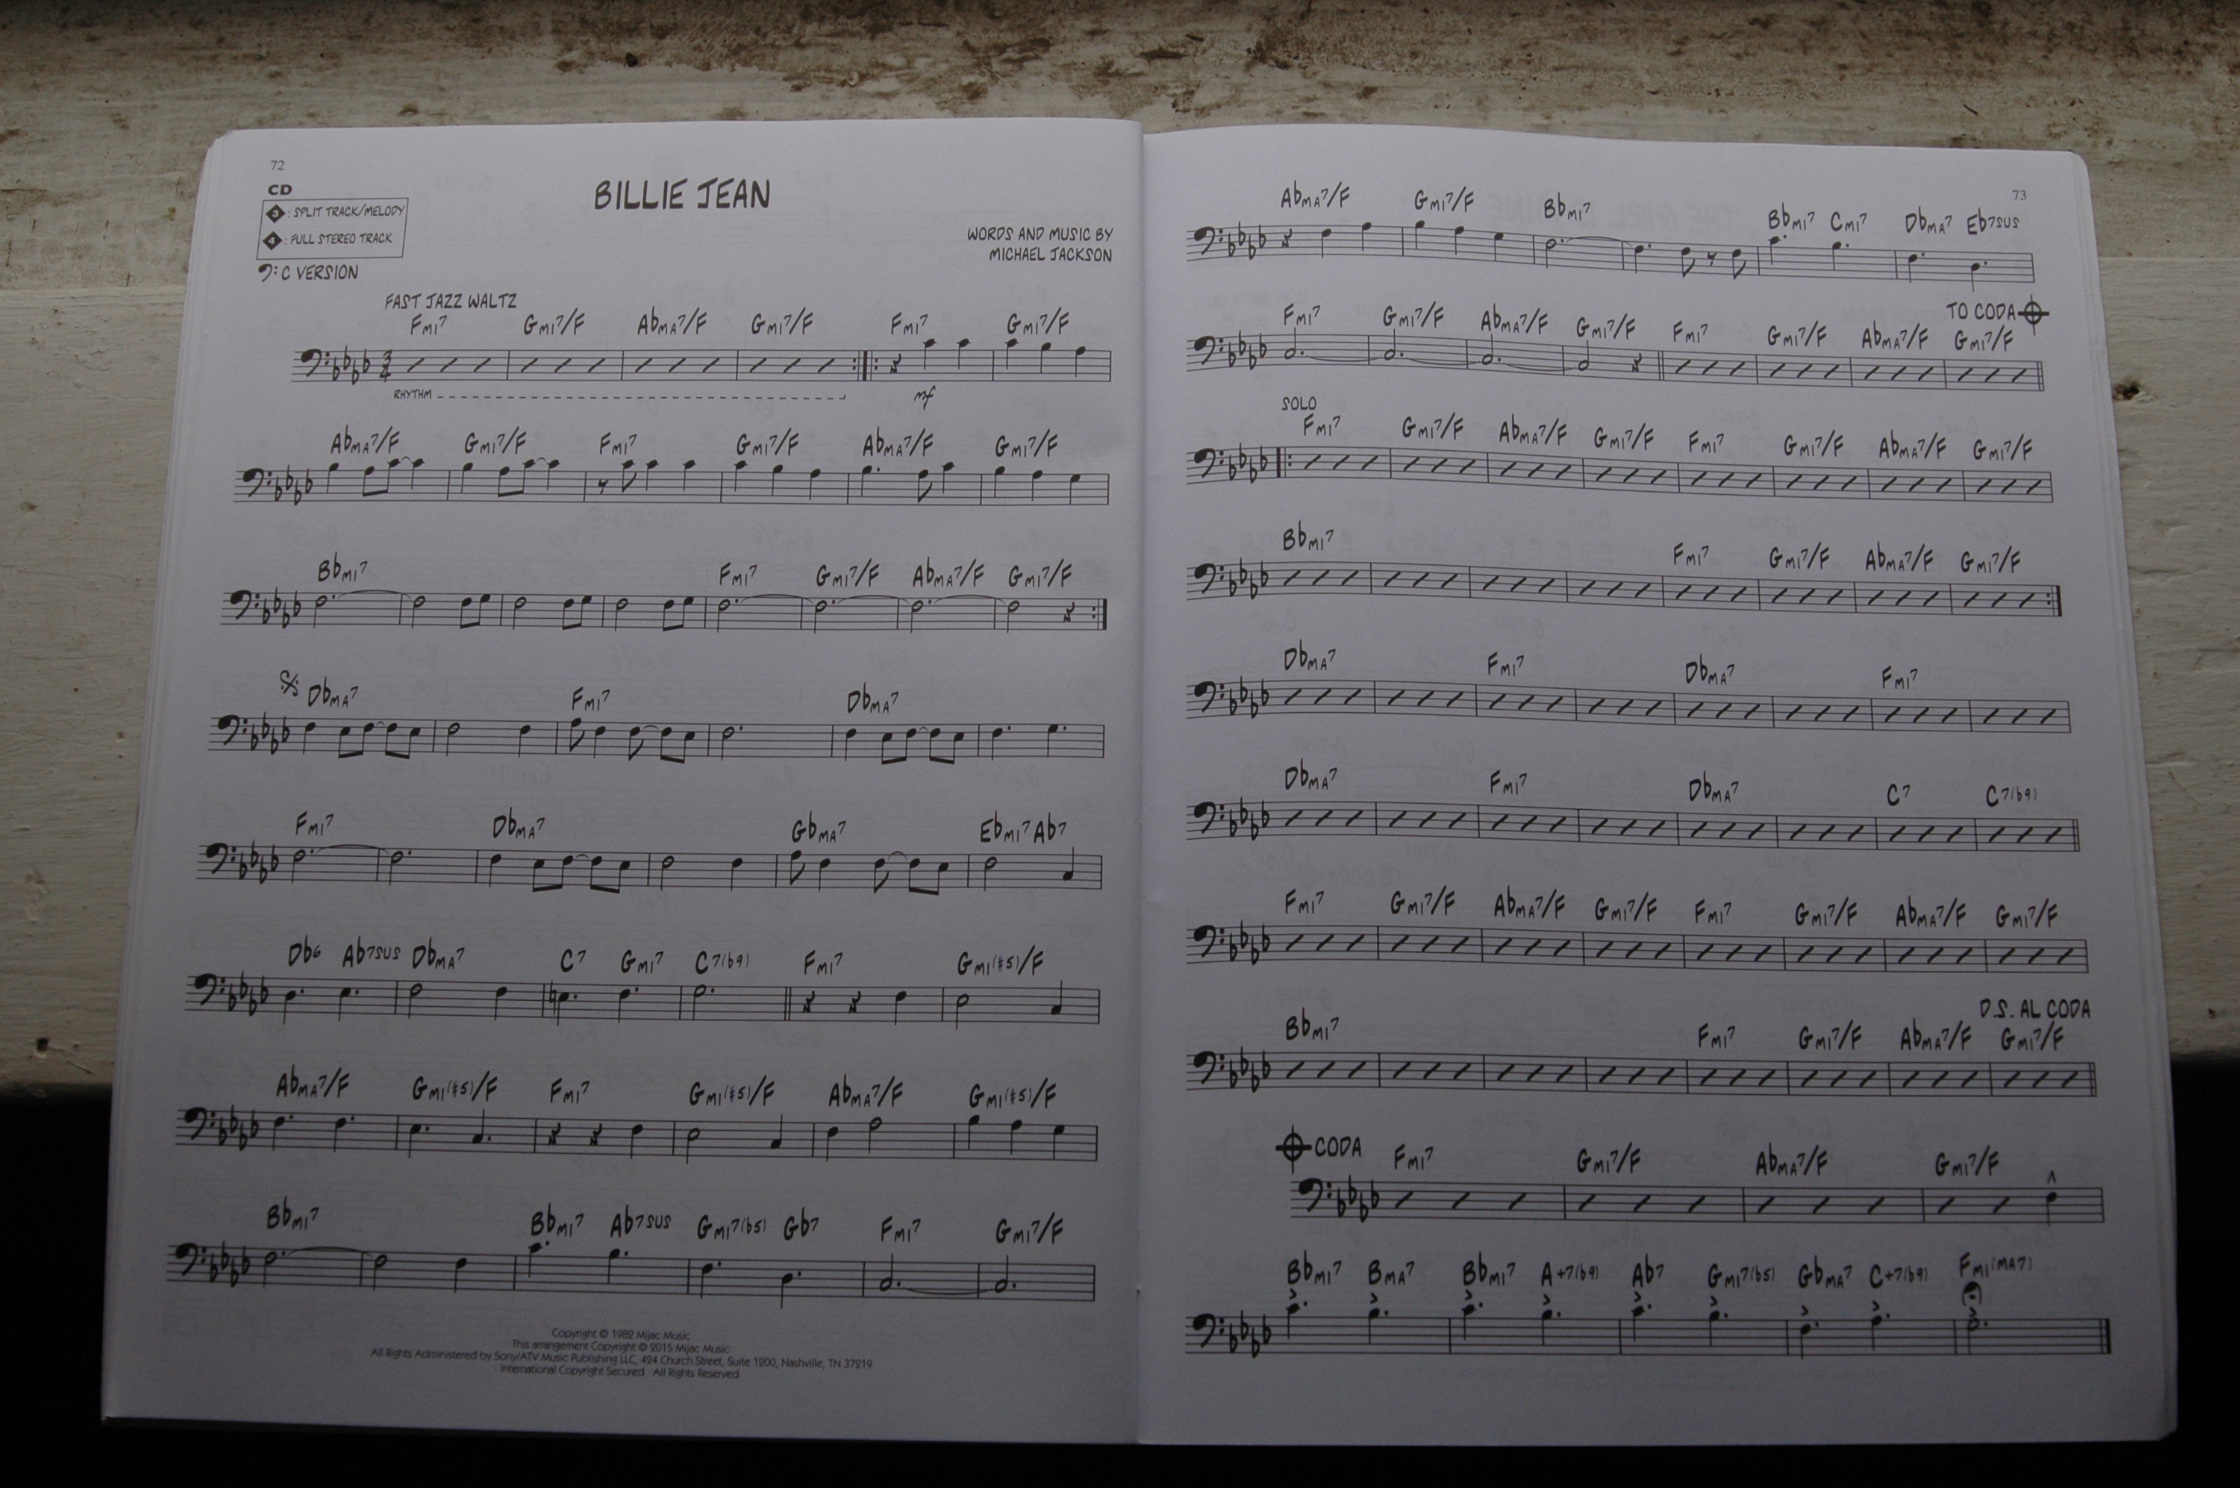 72
CD
3 : SPLIT TRACK/MELODY
4 : FULL STEREO TRACK
C VERSION
BILLIE JEAN
WORDS AND MUSIC BY
MICHAEL JACKSON
FAST JAZZ WALTZ
FMI7 GMI7/F AbMA7/F GMI7/F FMI7 GMI7/F
3/4
RHYTHM
mf
AbMA7/F GMI7/F FMI7 GMI7/F AbMA7/F GMI7/F
BbMI7 FMI7 GMI7/F AbMA7/F GMI7/F
DbMA7 FMI7 DbMA7
FMI7 DbMA7 GbMA7 EbMI7 Ab7
Db6 Ab7SUS DbMA7 C7 GMI7 C7(b9) FMI7 GMI(#5)/F
AbMA7/F GMI(#5)/F FMI7 GMI(#5)/F AbMA7/F GMI(#5)/F
BbMI7 BbMI7 Ab7SUS GMI7(b5) Gb7 FMI7 GMI7/F
Copyright © 1982 Mijac Music
This arrangement Copyright © 2015 Mijac Music
All Rights Administered by Sony/ATV Music Publishing LLC, 424 Church Street, Suite 1200, Nashville, TN 37219
International Copyright Secured All Rights Reserved
73
AbMA7/F GMI7/F BbMI7 BbMI7 CMI7 DbMA7 Eb7SUS
TO CODA
FMI7 GMI7/F AbMA7/F GMI7/F FMI7 GMI7/F AbMA7/F GMI7/F
SOLO
FMI7 GMI7/F AbMA7/F GMI7/F FMI7 GMI7/F AbMA7/F GMI7/F
BbMI7 FMI7 GMI7/F AbMA7/F GMI7/F
DbMA7 FMI7 DbMA7 FMI7
DbMA7 FMI7 DbMA7 C7 C7(b9)
FMI7 GMI7/F AbMA7/F GMI7/F FMI7 GMI7/F AbMA7/F GMI7/F
D.S. AL CODA
BbMI7 FMI7 GMI7/F AbMA7/F GMI7/F
CODA FMI7 GMI7/F AbMA7/F GMI7/F
BbMI7 BMA7 BbMI7 A+7(b9) Ab7 GMI7(b5) GbMA7 C+7(b9) FMI(MA7)